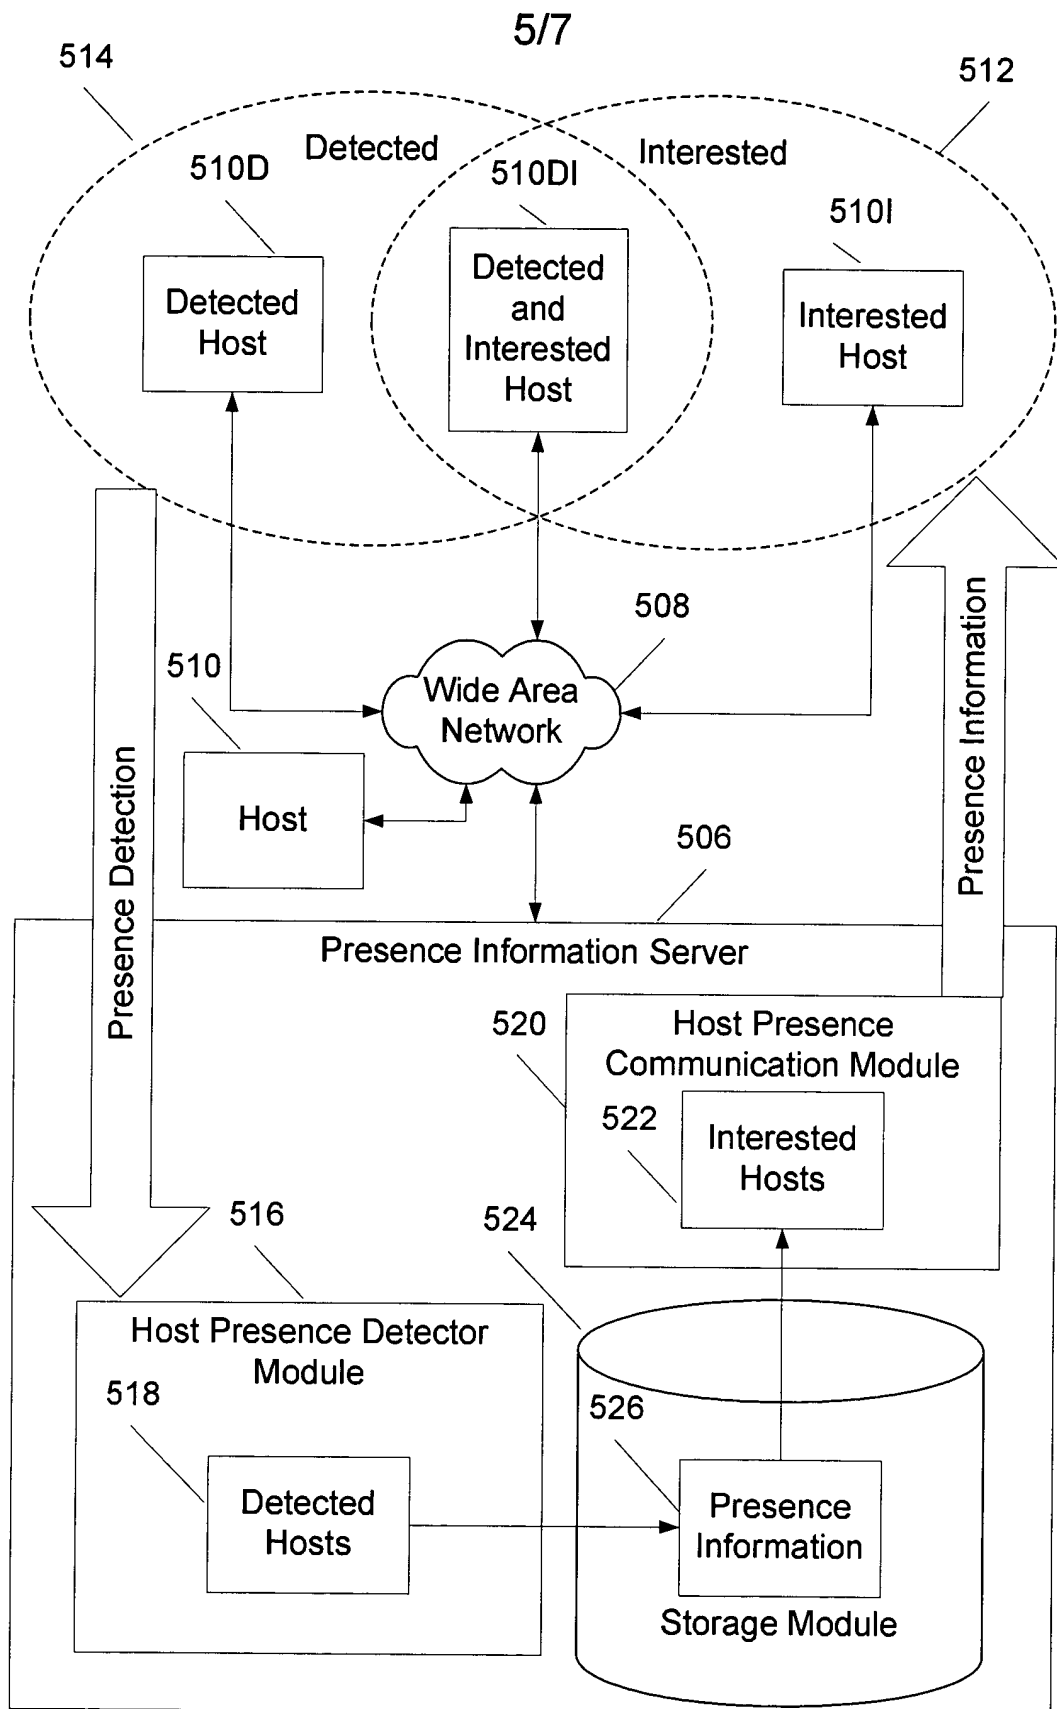 5/7
514
512
Detected
Interested
510D
510DI
510I
Detected
Host
Detected
and
Interested
Host
Interested
Host
508
510
Wide Area
Network
Host
Presence Detection
Presence Information
506
Presence Information Server
520
Host Presence
Communication Module
522
Interested
Hosts
516
524
Host Presence Detector
Module
518
526
Detected
Hosts
Presence
Information
Storage Module